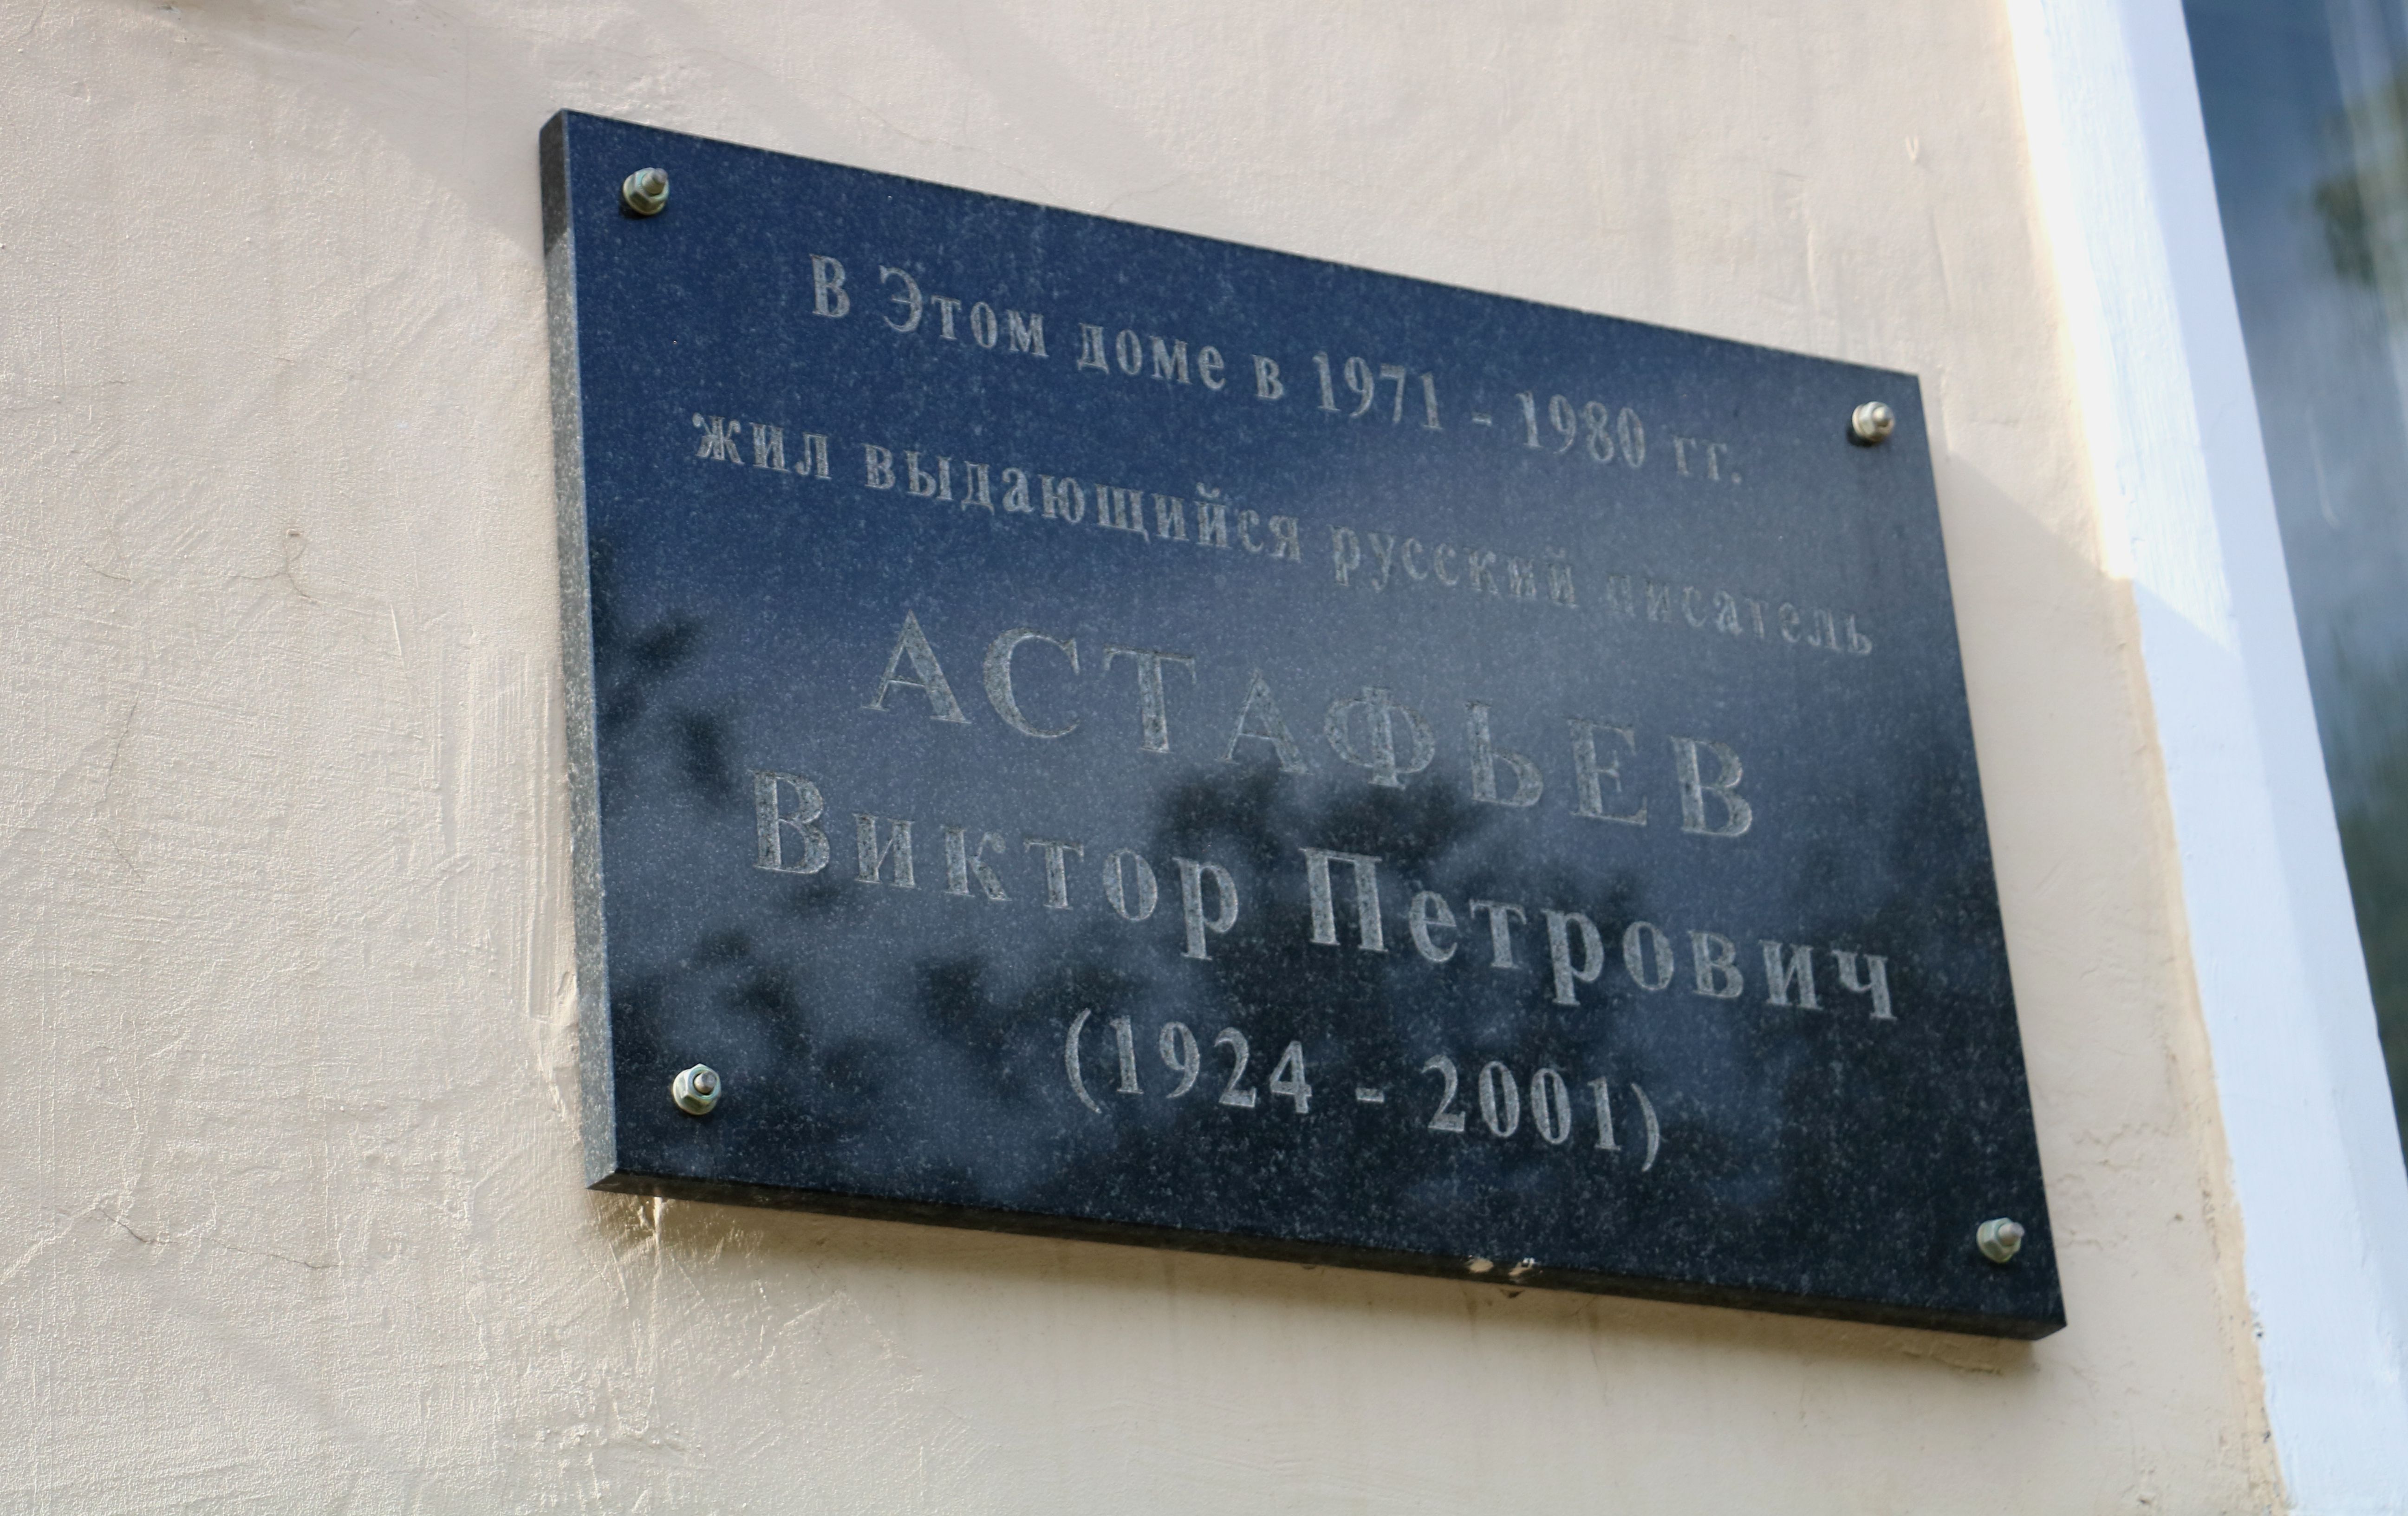 В Этом доме в 1971 - 1980 гг.
жил выдающийся русский писатель
АСТАФЬЕВ
Виктор Петрович
(1924 - 2001)